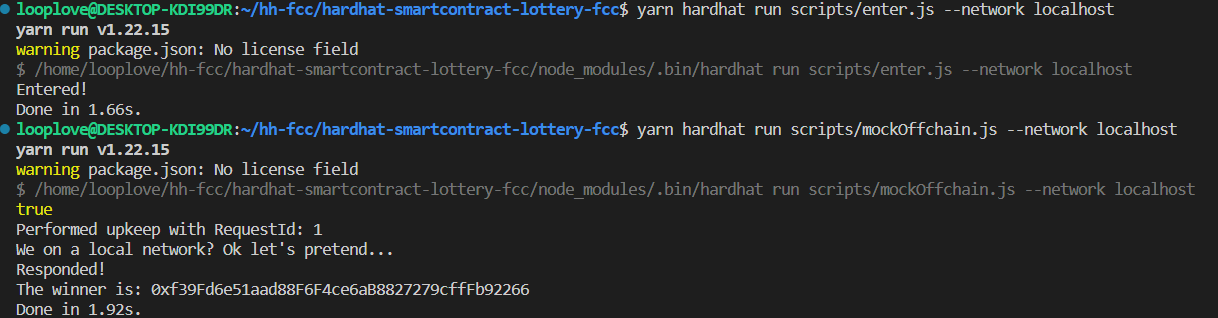 looplove@DESKTOP-KDI99DR:~/hh-fcc/hardhat-smartcontract-lottery-fcc$ yarn hardhat run scripts/enter.js --network localhost
yarn run v1.22.15
warning package.json: No license field
$ /home/looplove/hh-fcc/hardhat-smartcontract-lottery-fcc/node_modules/.bin/hardhat run scripts/enter.js --network localhost
Entered!
Done in 1.66s.
looplove@DESKTOP-KDI99DR:~/hh-fcc/hardhat-smartcontract-lottery-fcc$ yarn hardhat run scripts/mockOffchain.js --network localhost
yarn run v1.22.15
warning package.json: No license field
$ /home/looplove/hh-fcc/hardhat-smartcontract-lottery-fcc/node_modules/.bin/hardhat run scripts/mockOffchain.js --network localhost
true
Performed upkeep with RequestId: 1
We on a local network? Ok let's pretend...
Responded!
The winner is: 0xf39Fd6e51aad88F6F4ce6aB8827279cffFb92266
Done in 1.92s.